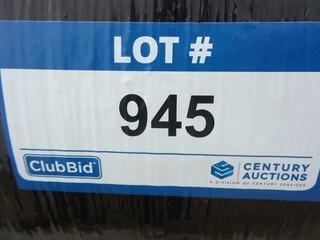 LOT #
945
ClubBid
CENTURY
AUCTIONS
A DIVISION OF CENTURY SERVICES